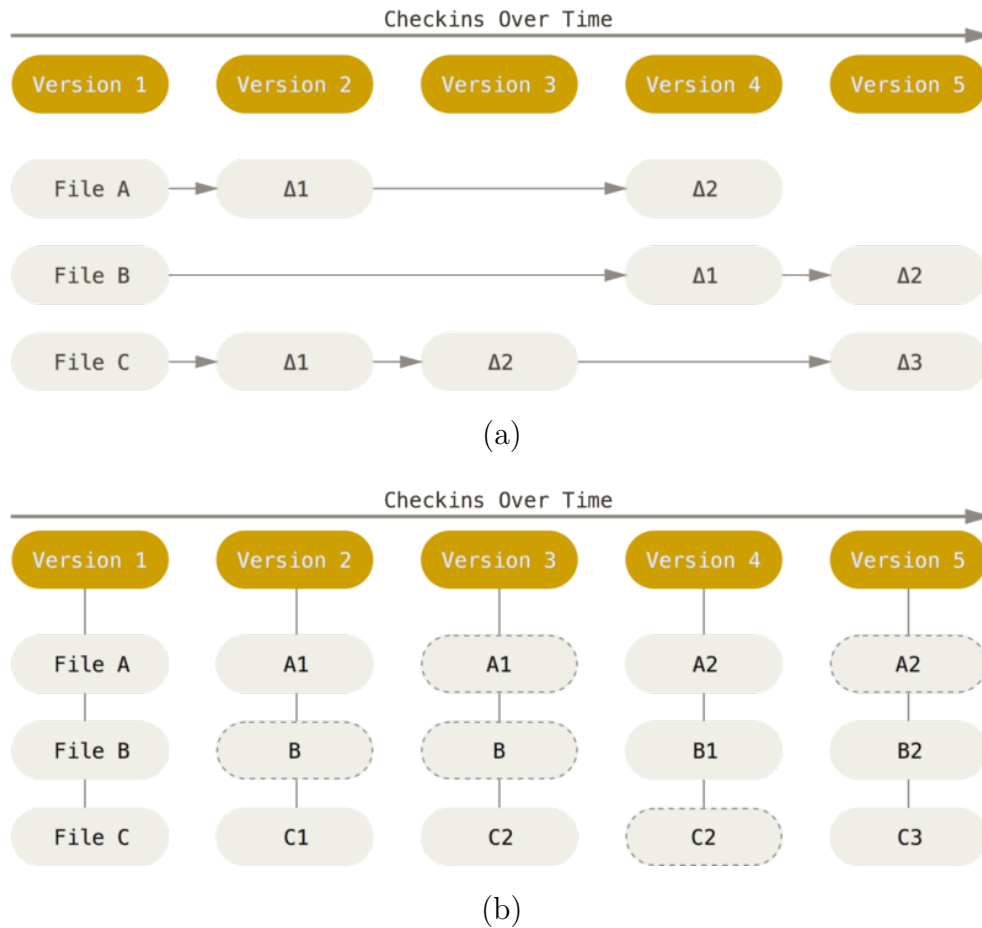 Checkins Over Time
Version 1 Version 2 Version 3 Version 4 Version 5
File A Δ1 Δ2
File B Δ1 Δ2
File C Δ1 Δ2 Δ3
(a)
Checkins Over Time
Version 1 Version 2 Version 3 Version 4 Version 5
File A A1 A1 A2 A2
File B B B B1 B2
File C C1 C2 C2 C3
(b)